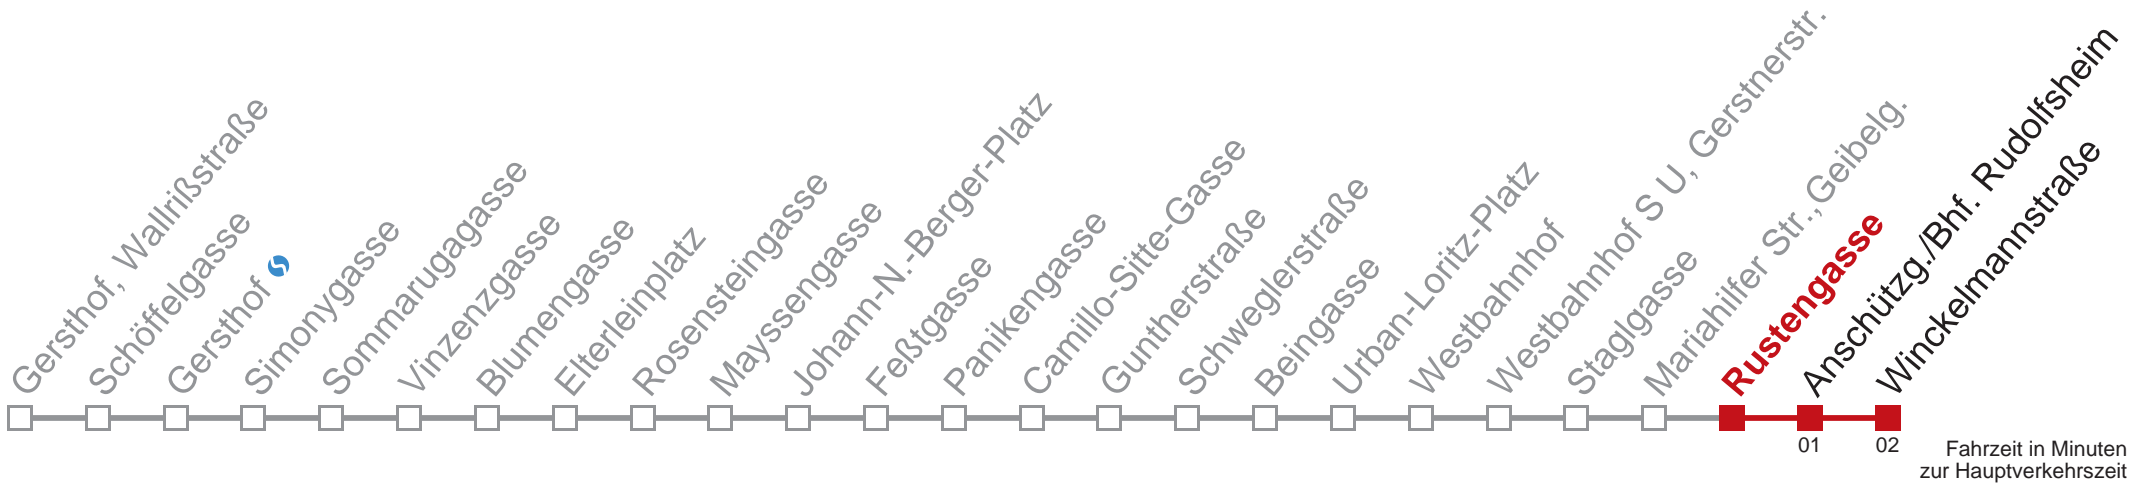 Gersthof, Wallrißstraße
Schöffelgasse
Gersthof
Simonygasse
Sommarugagasse
Vinzenzgasse
Blumengasse
Elterleinplatz
Rosensteingasse
Mayssengasse
Johann-N.-Berger-Platz
Feßtgasse
Panikengasse
Camillo-Sitte-Gasse
Guntherstraße
Schweglerstraße
Beingasse
Urban-Loritz-Platz
Westbahnhof
Westbahnhof S U, Gerstnerstr.
Staglgasse
Mariahilfer Str., Geibelg.
Rustengasse
Anschützg./Bhf. Rudolfsheim
Winckelmannstraße
01
02
Fahrzeit in Minuten
zur Hauptverkehrszeit